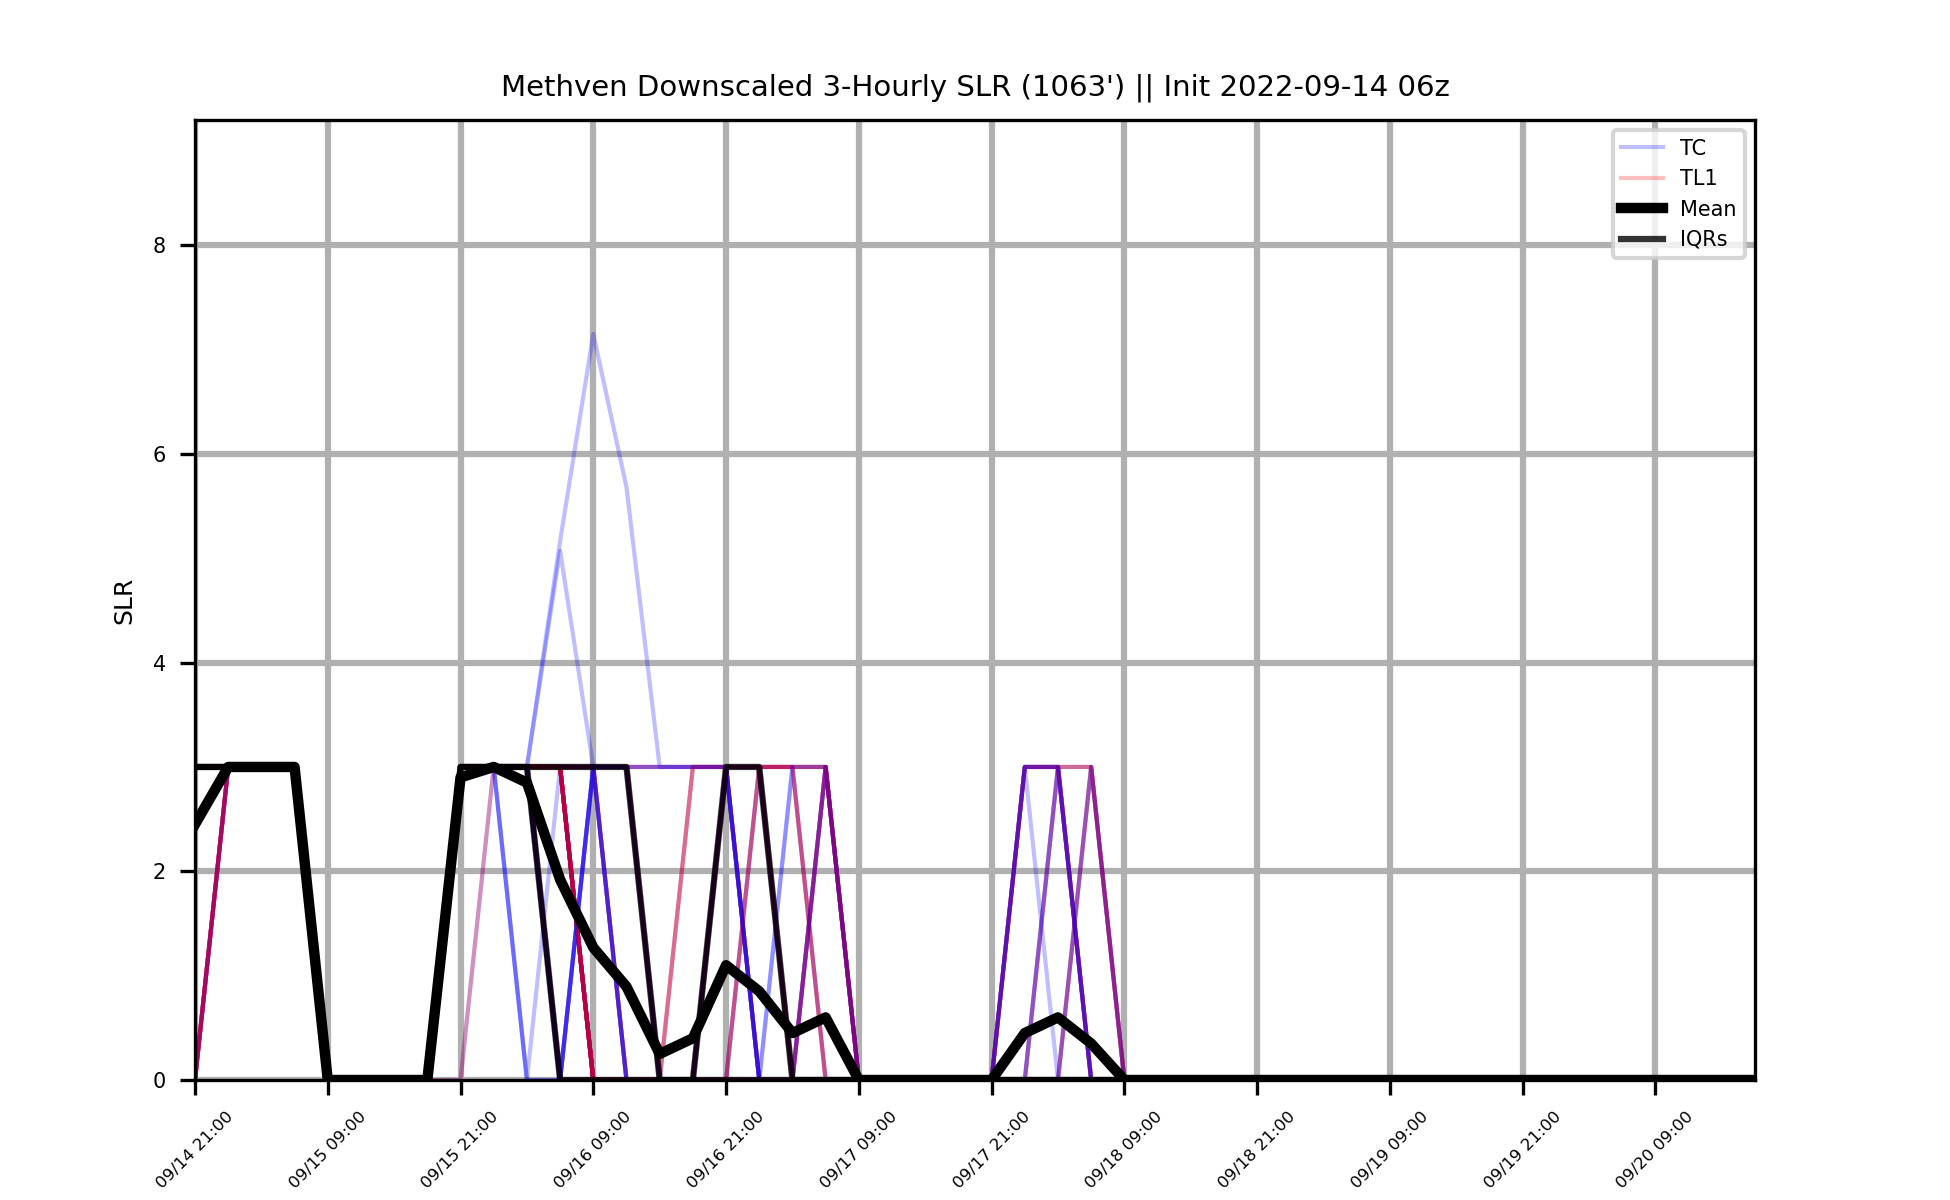 Methven Downscaled 3-Hourly SLR (1063') || Init 2022-09-14 06z
TC
TL1
Mean
IQRs
8
6
4
2
0
SLR
09/14 21:00
09/15 09:00
09/15 21:00
09/16 09:00
09/16 21:00
09/17 09:00
09/17 21:00
09/18 09:00
09/18 21:00
09/19 09:00
09/19 21:00
09/20 09:00